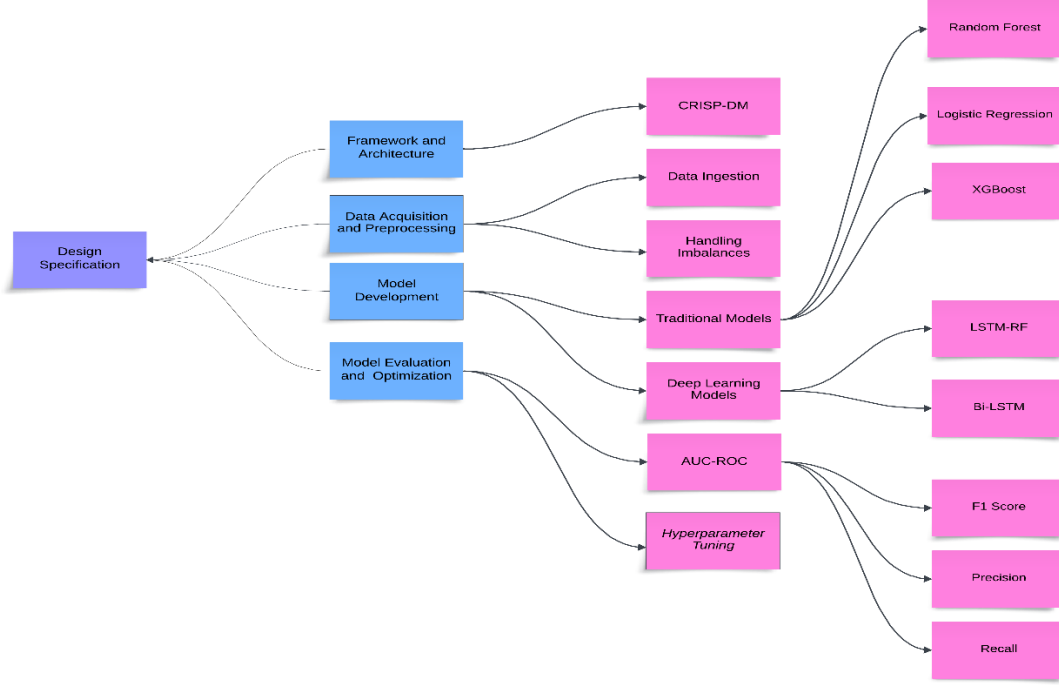 Design
Specification
Framework and
Architecture
Data Acquisition
and Preprocessing
Model
Development
Model Evaluation
and Optimization
CRISP-DM
Data Ingestion
Handling
Imbalances
Traditional Models
Deep Learning
Models
AUC-ROC
Hyperparameter
Tuning
Random Forest
Logistic Regression
XGBoost
LSTM-RF
Bi-LSTM
F1 Score
Precision
Recall